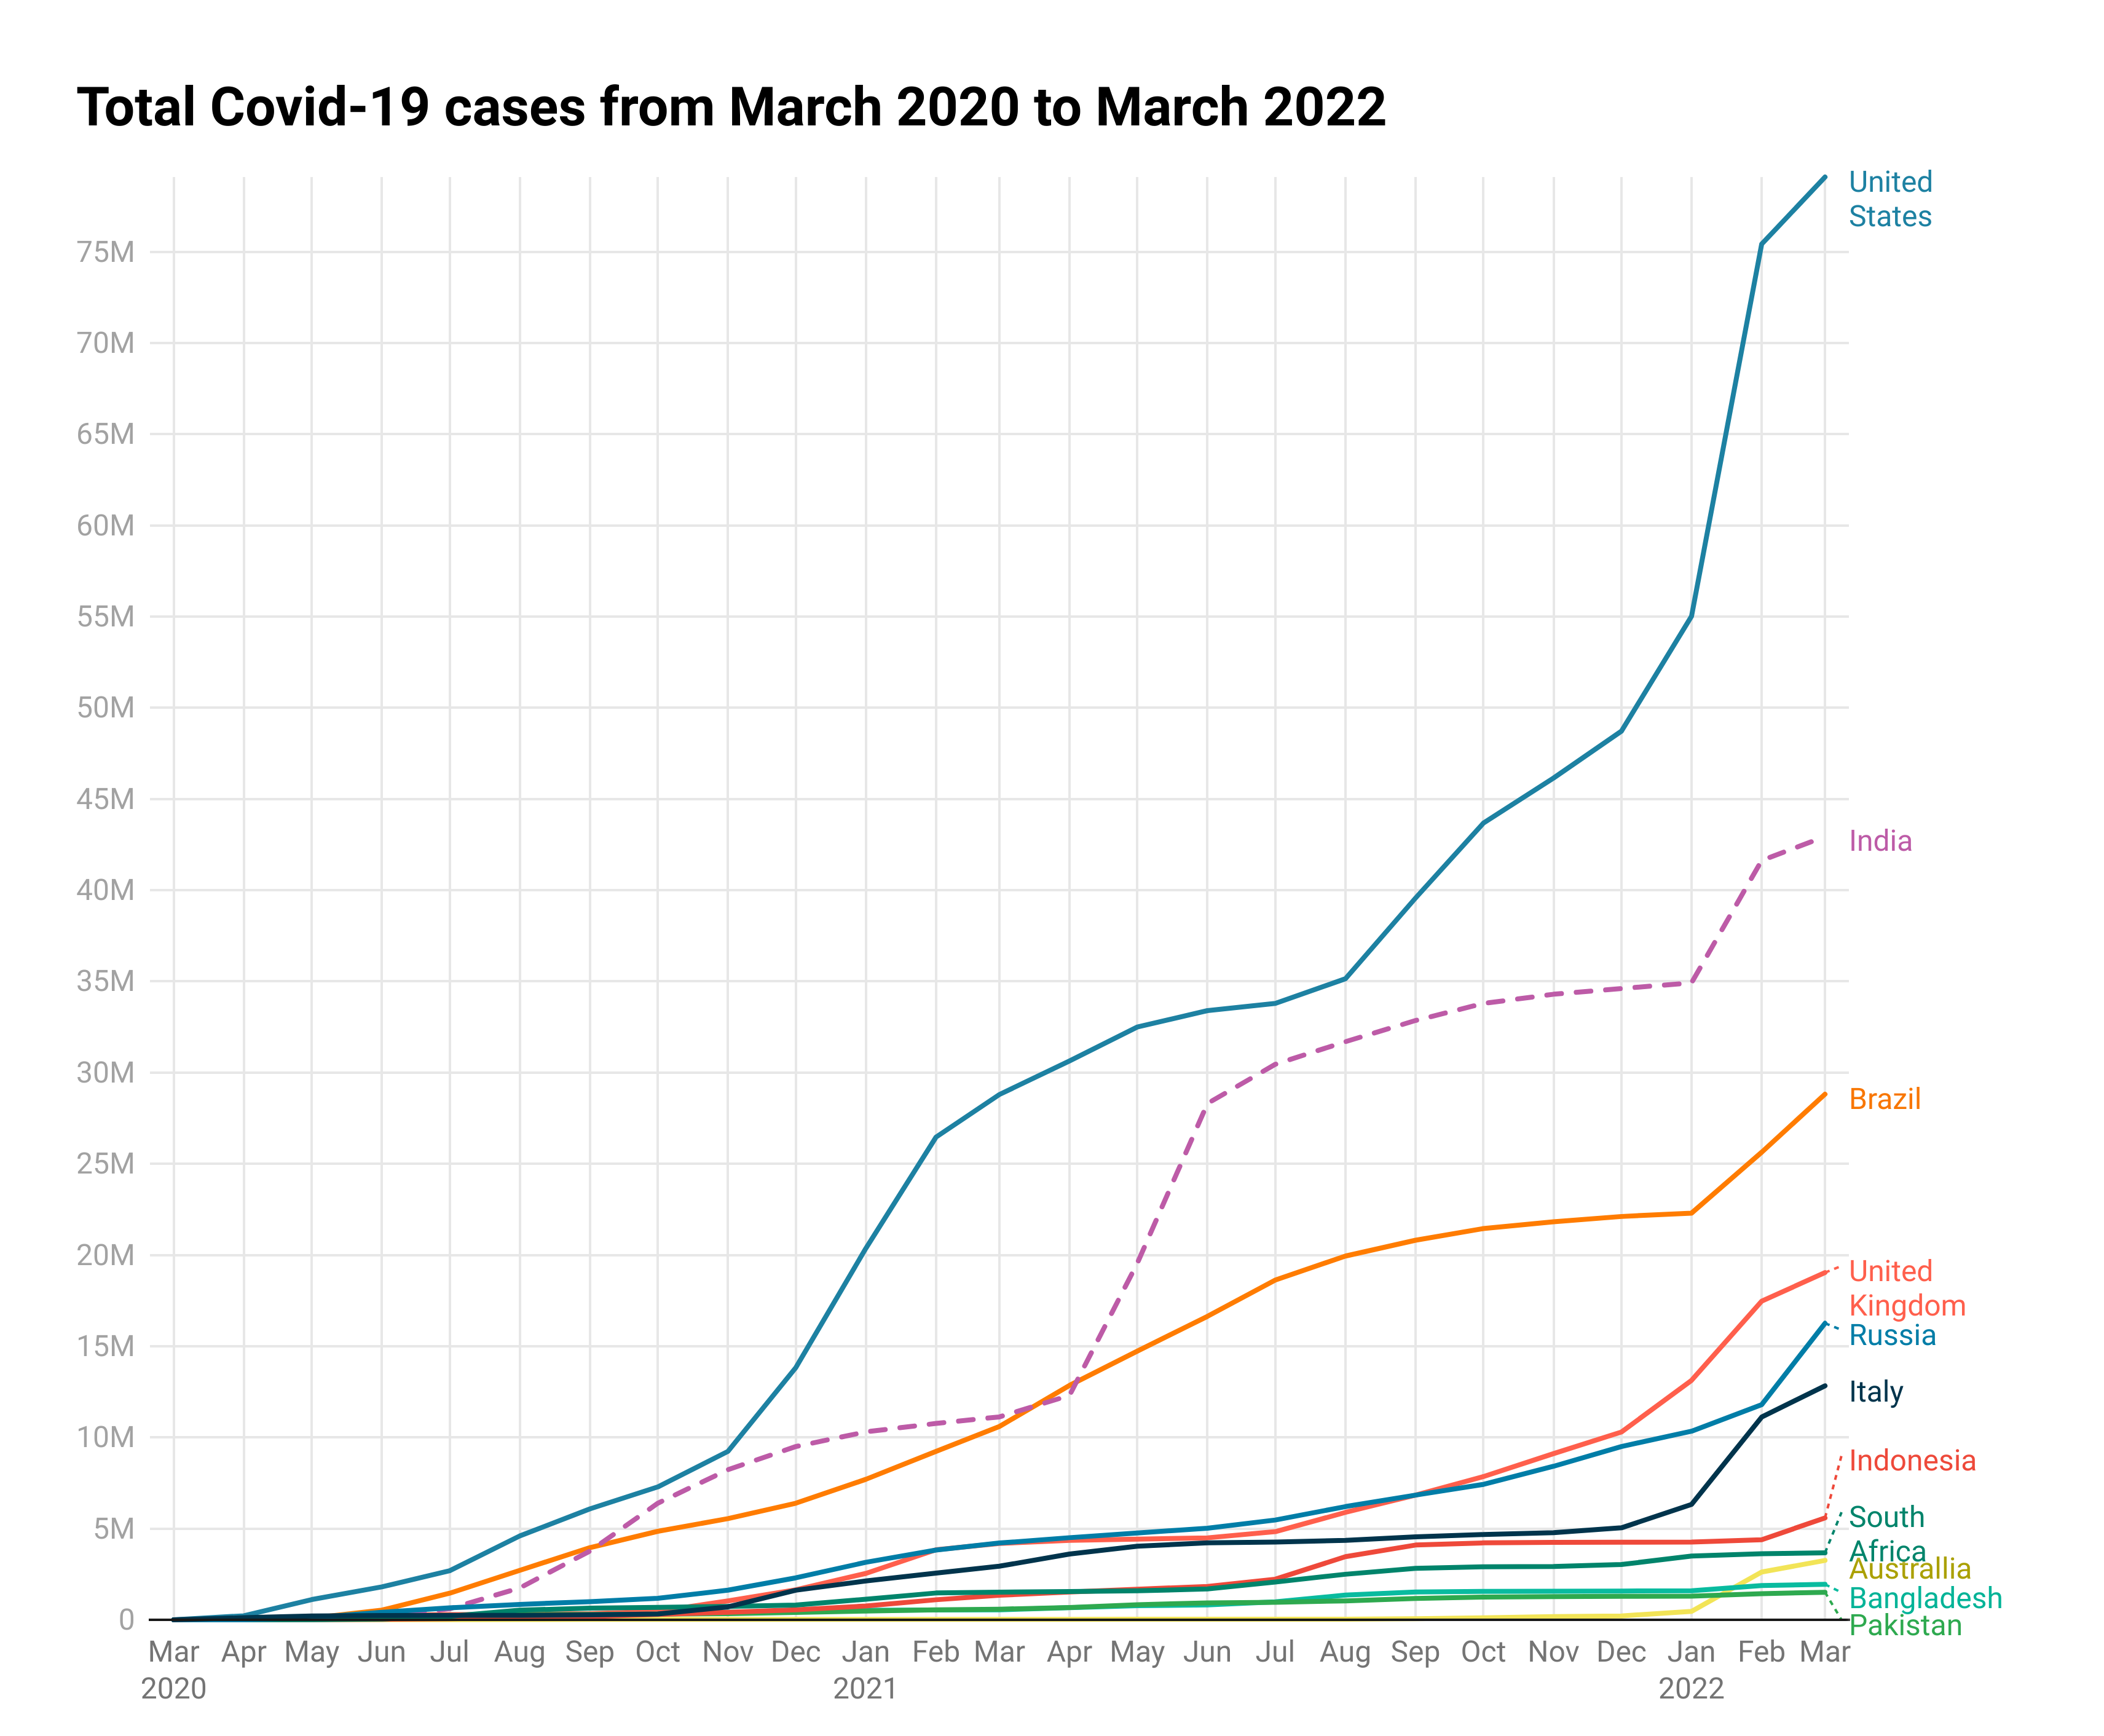 Total Covid-19 cases from March 2020 to March 2022
75M
70M
65M
60M
55M
50M
45M
40M
35M
30M
25M
20M
15M
10M
5M
0
United
States
India
Brazil
United
Kingdom
Russia
Italy
Indonesia
South
Africa
Australlia
Bangladesh
Pakistan
Mar Apr May Jun Jul Aug Sep Oct Nov Dec Jan Feb Mar Apr May Jun Jul Aug Sep Oct Nov Dec Jan Feb Mar
2020 2021 2022